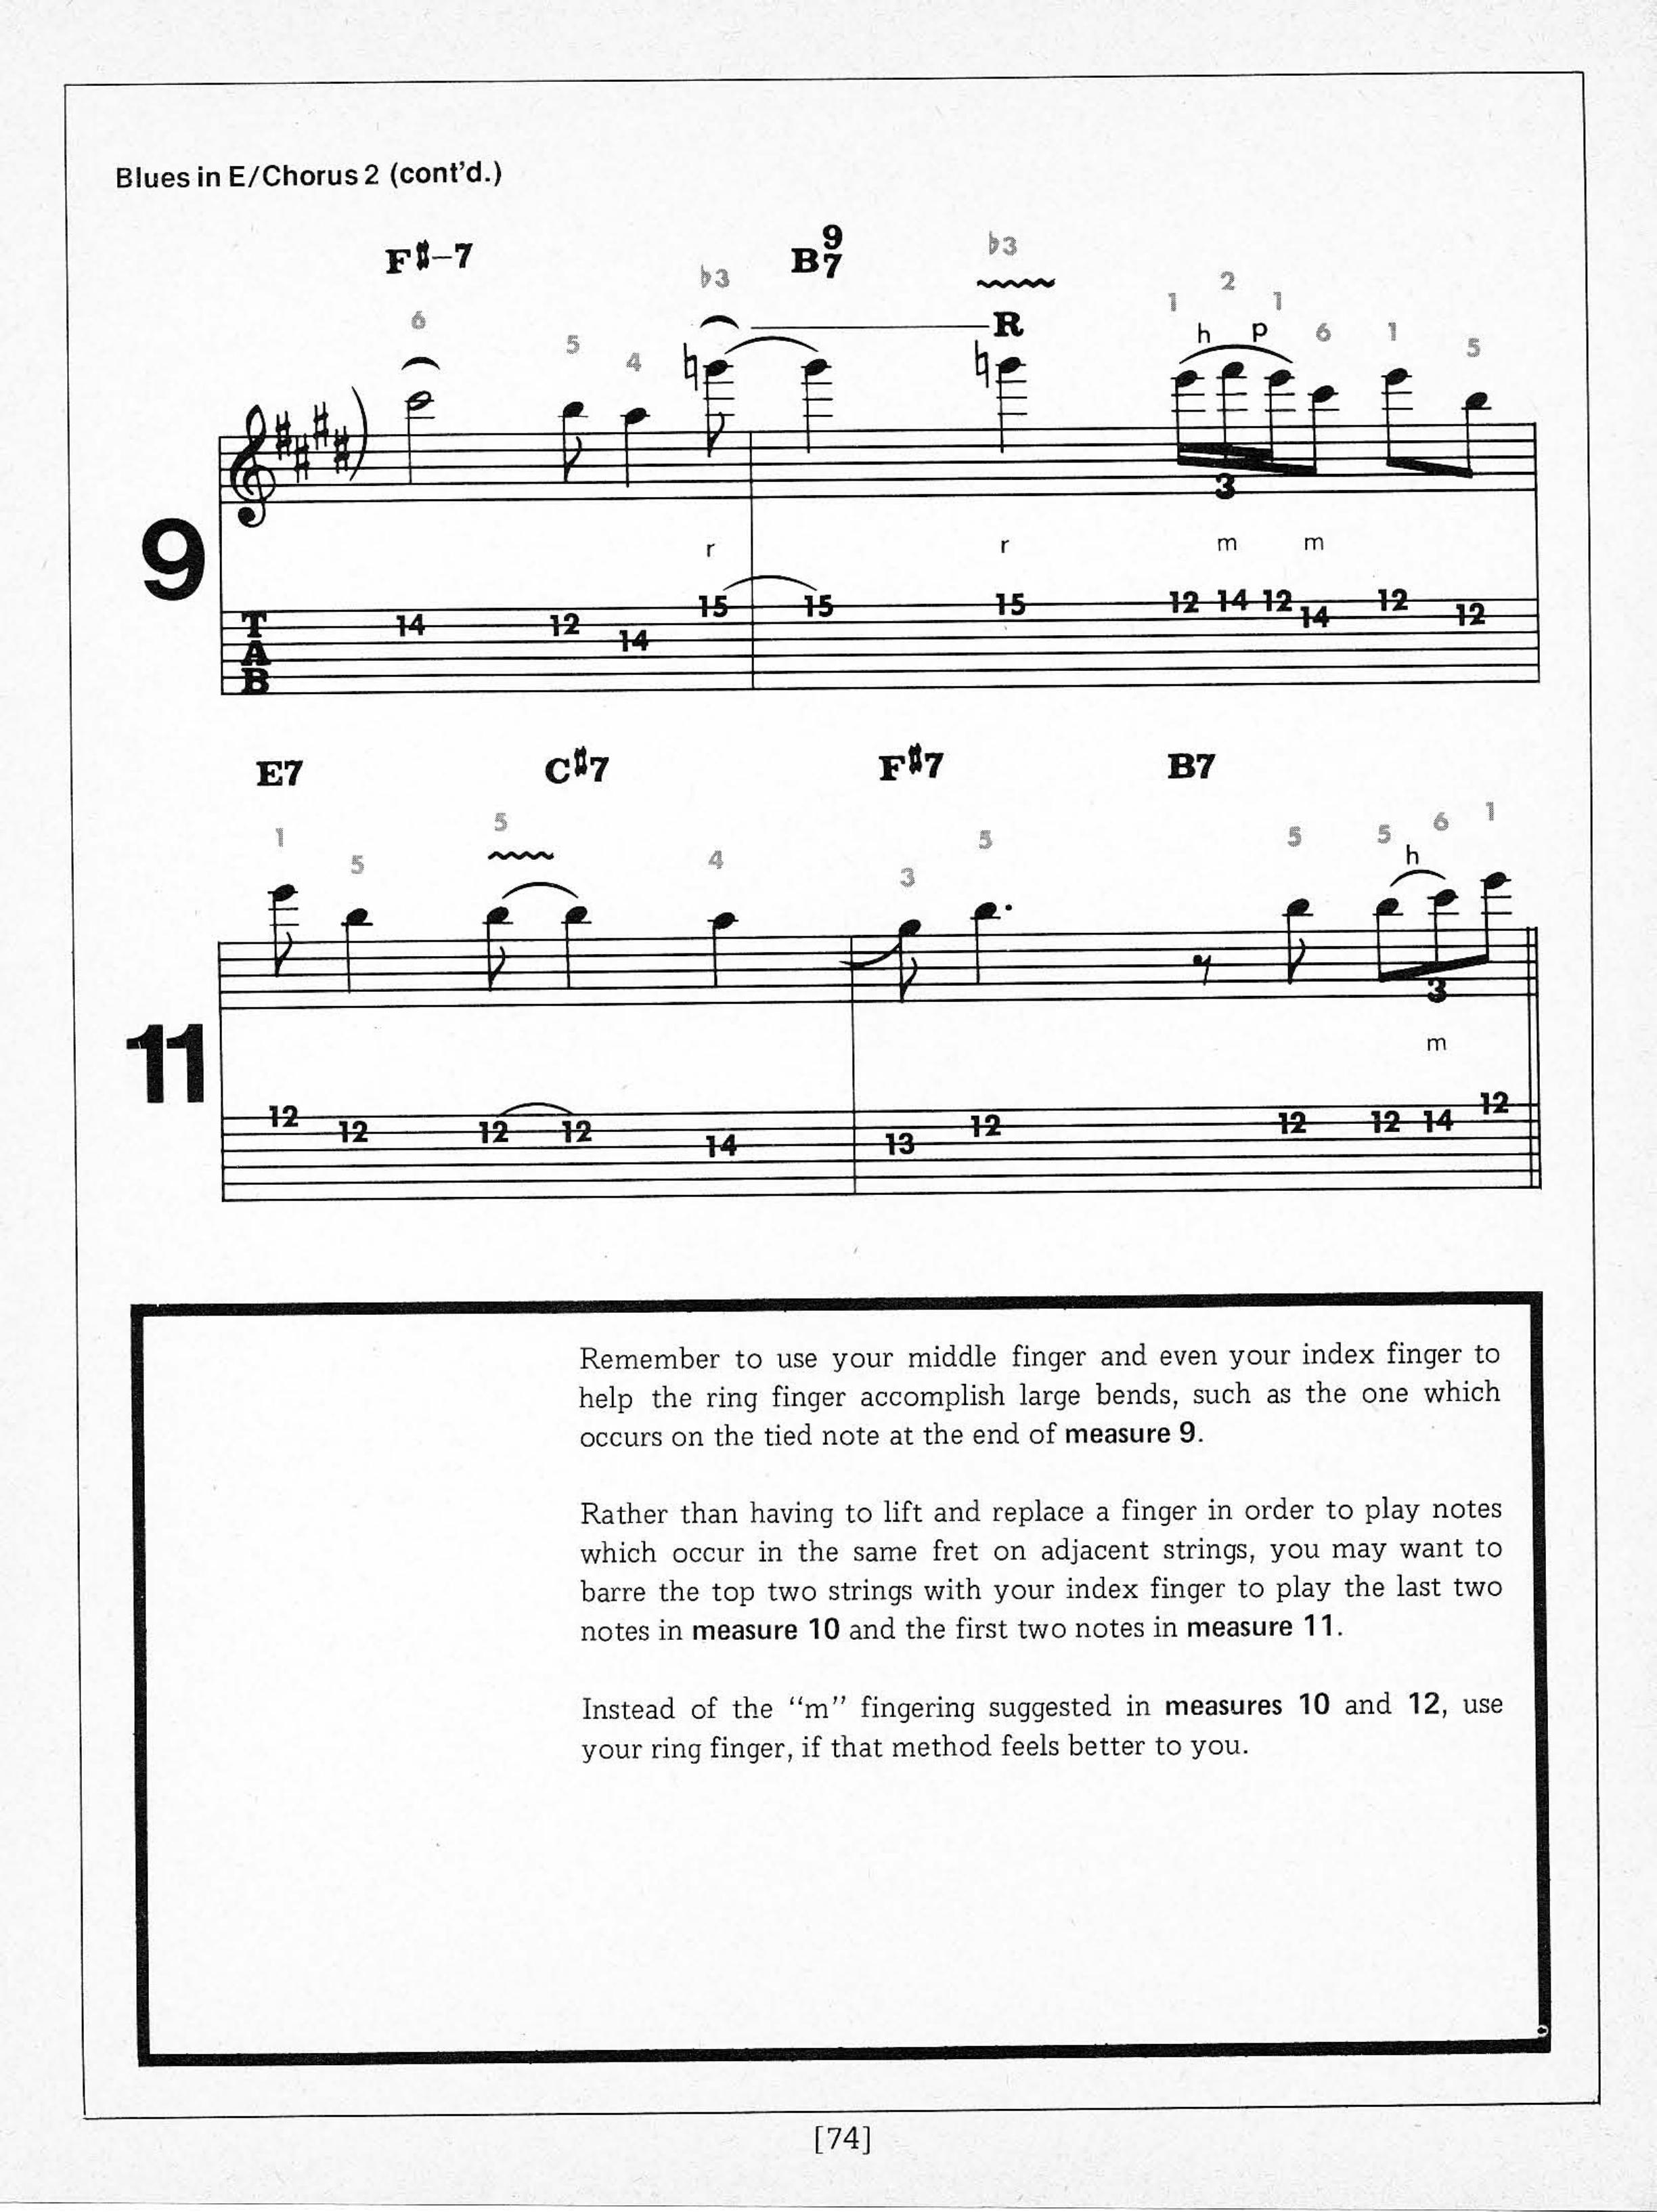 Blues in E/Chorus 2 (cont'd.)
F♯–7 B9/7
♭3 ♭3
6 5 4 1 2 1 6 1 5
R
h p
3
9
r r m m
TAB
14 12 14 15 15 15 12 14 12 14 12 12
E7 C♯7 F♯7 B7
1 5 5 4 3 5 5 5 6 1
h
3
11
m
12 12 12 12 14 13 12 12 12 14 12
Remember to use your middle finger and even your index finger to
help the ring finger accomplish large bends, such as the one which
occurs on the tied note at the end of measure 9.
Rather than having to lift and replace a finger in order to play notes
which occur in the same fret on adjacent strings, you may want to
barre the top two strings with your index finger to play the last two
notes in measure 10 and the first two notes in measure 11.
Instead of the "m" fingering suggested in measures 10 and 12, use
your ring finger, if that method feels better to you.
[74]